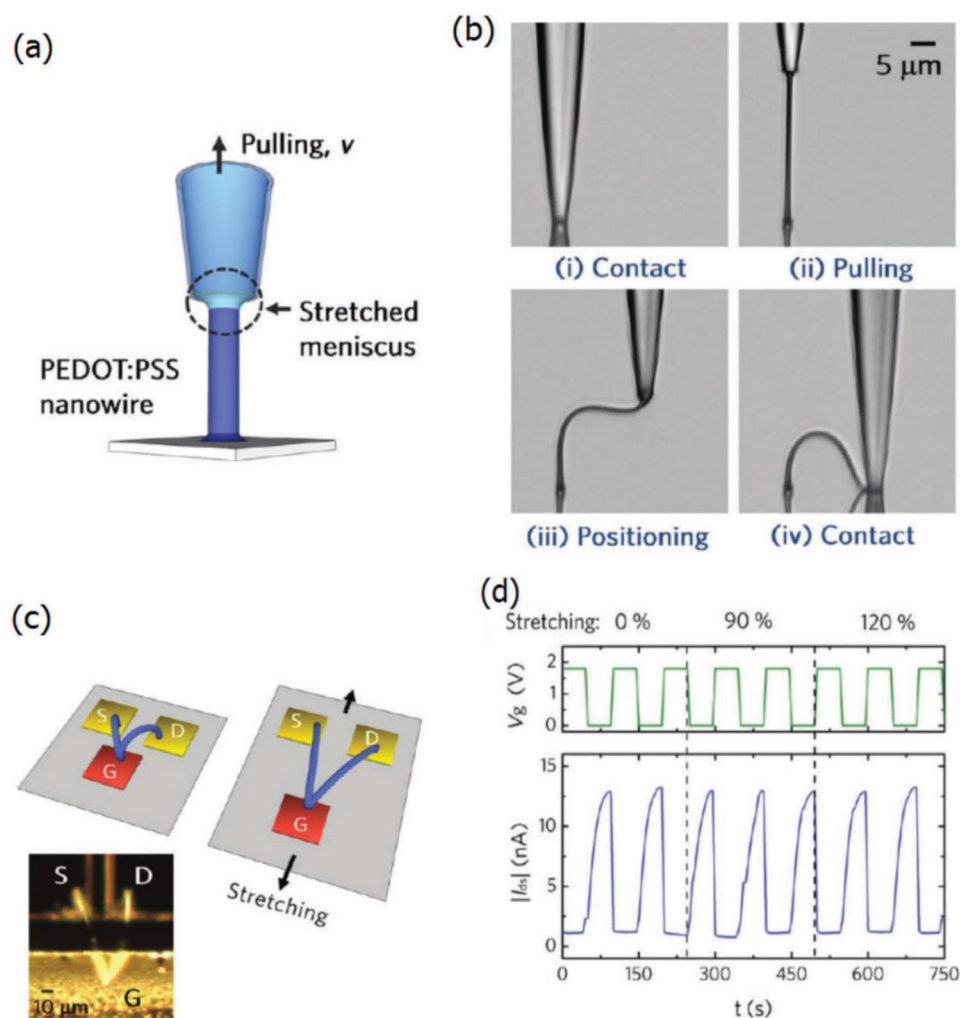 (a)
Pulling, v
Stretched
meniscus
PEDOT:PSS
nanowire
(b)
5 μm
(i) Contact
(ii) Pulling
(iii) Positioning
(iv) Contact
(c)
S
D
G
S
D
G
Stretching
S
D
10 μm
G
(d)
Stretching: 0 % 90 % 120 %
Vg (V)
2
1
0
|Ids| (nA)
15
10
5
0
0 150 300 450 600 750
t (s)